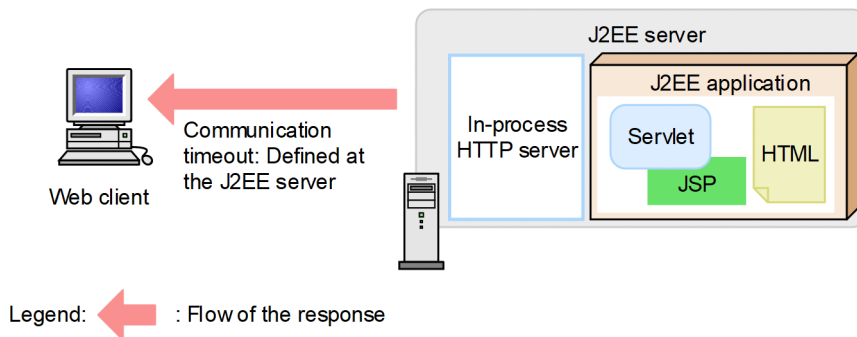 J2EE server
J2EE application
In-process
HTTP server
Servlet
JSP
HTML
Communication
timeout: Defined at
the J2EE server
Web client
Legend:
: Flow of the response